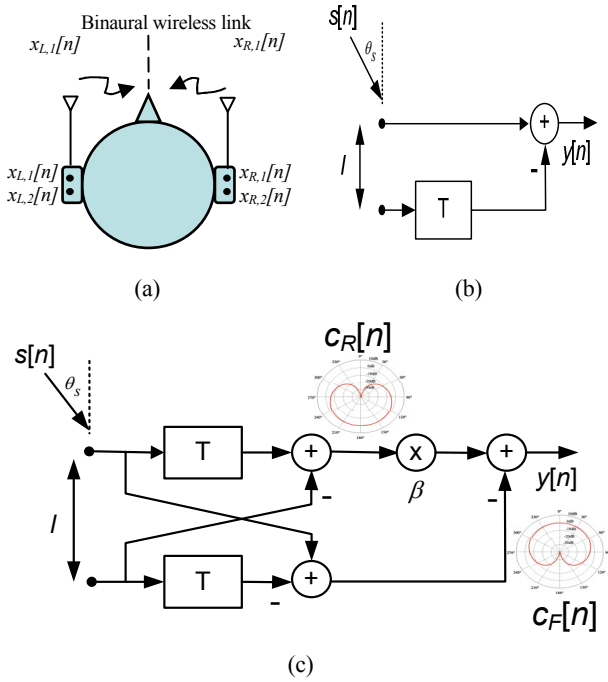 Binaural wireless link
x_{L,1}[n]
x_{R,1}[n]
x_{L,1}[n]
x_{L,2}[n]
x_{R,1}[n]
x_{R,2}[n]
(a)
s[n]
θ_s
l
T
+
-
y[n]
(b)
c_R[n]
s[n]
θ_s
T
+
x
+
-
-
β
y[n]
l
T
+
-
c_F[n]
(c)